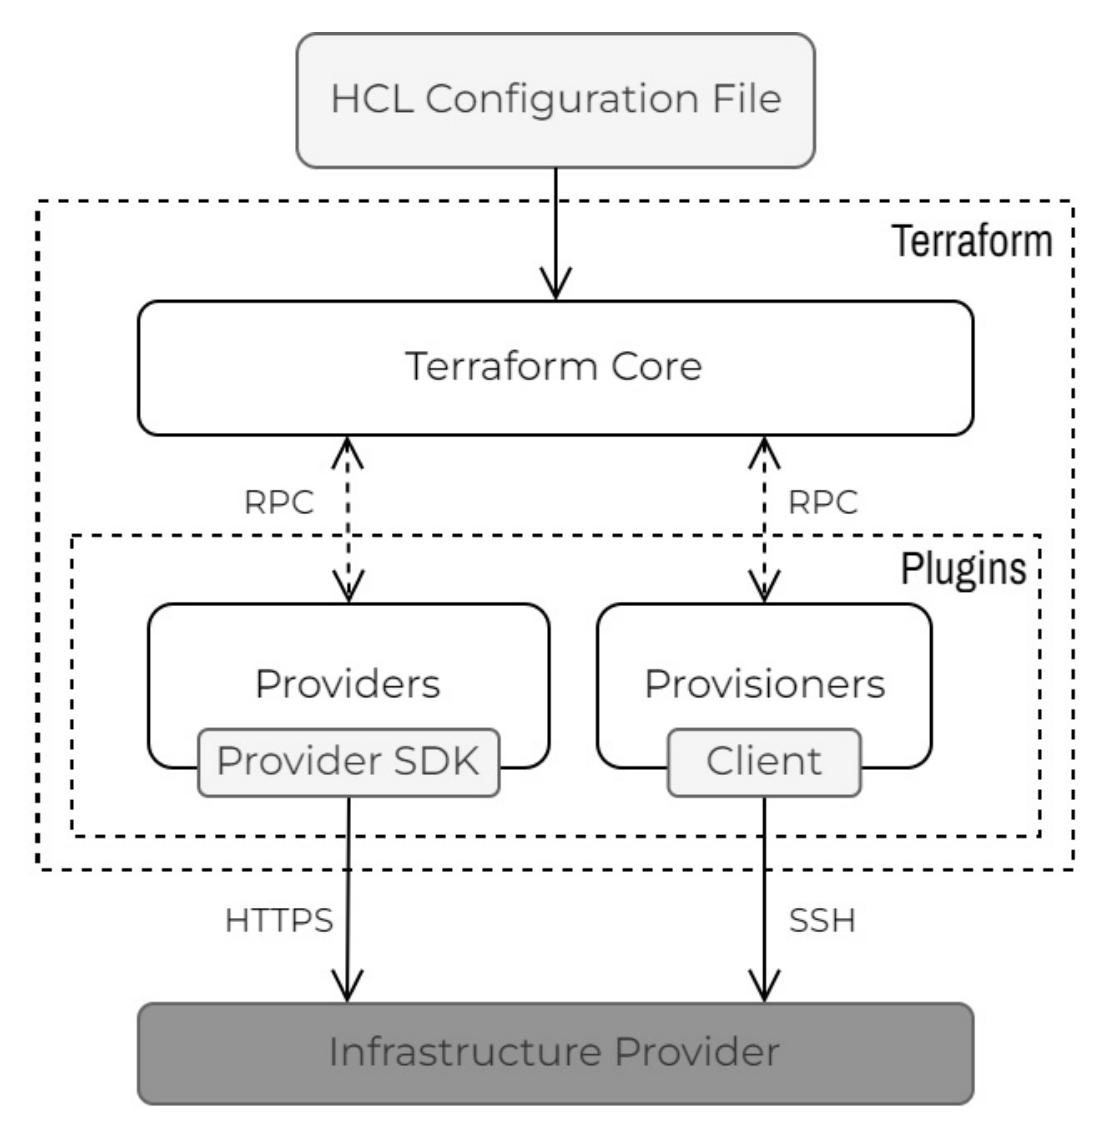 HCL Configuration File
Terraform
Terraform Core
RPC
RPC
Plugins
Providers
Provisioners
Provider SDK
Client
HTTPS
SSH
Infrastructure Provider